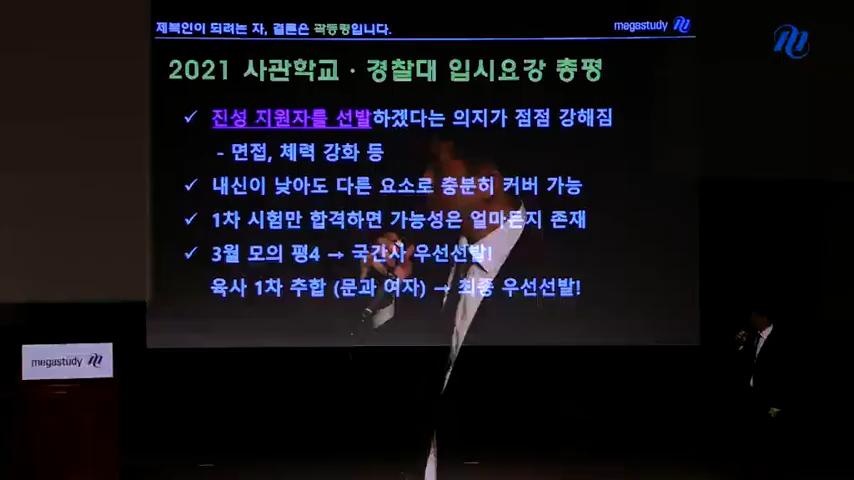 제복인이 되려는 자, 결론은 곽동령입니다.
megastudy
2021 사관학교 · 경찰대 입시요강 총평
✓ 진성 지원자를 선발하겠다는 의지가 점점 강해짐
- 면접, 체력 강화 등
✓ 내신이 낮아도 다른 요소로 충분히 커버 가능
✓ 1차 시험만 합격하면 가능성은 얼마든지 존재
✓ 3월 모의 평4 → 국간사 우선선발!
육사 1차 추합 (문과 여자) → 최종 우선선발!
megastudy